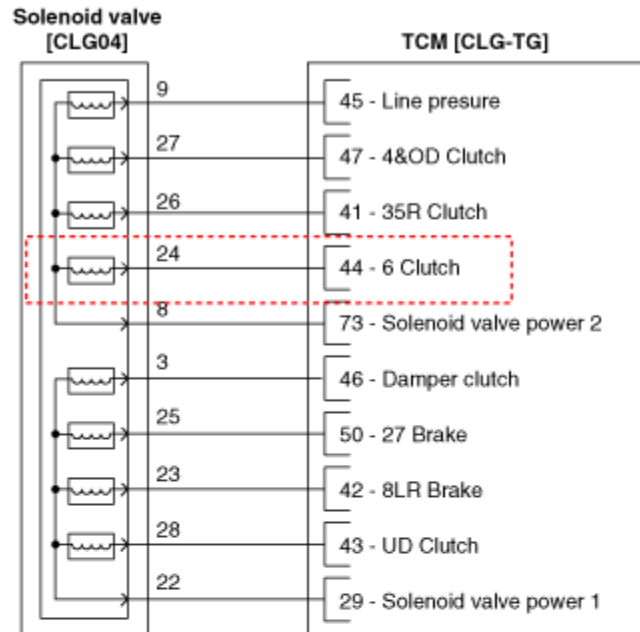 Solenoid valve
[CLG04]
TCM [CLG-TG]
9 45 - Line presure
27 47 - 4&OD Clutch
26 41 - 35R Clutch
24 44 - 6 Clutch
8 73 - Solenoid valve power 2
3 46 - Damper clutch
25 50 - 27 Brake
23 42 - 8LR Brake
28 43 - UD Clutch
22 29 - Solenoid valve power 1